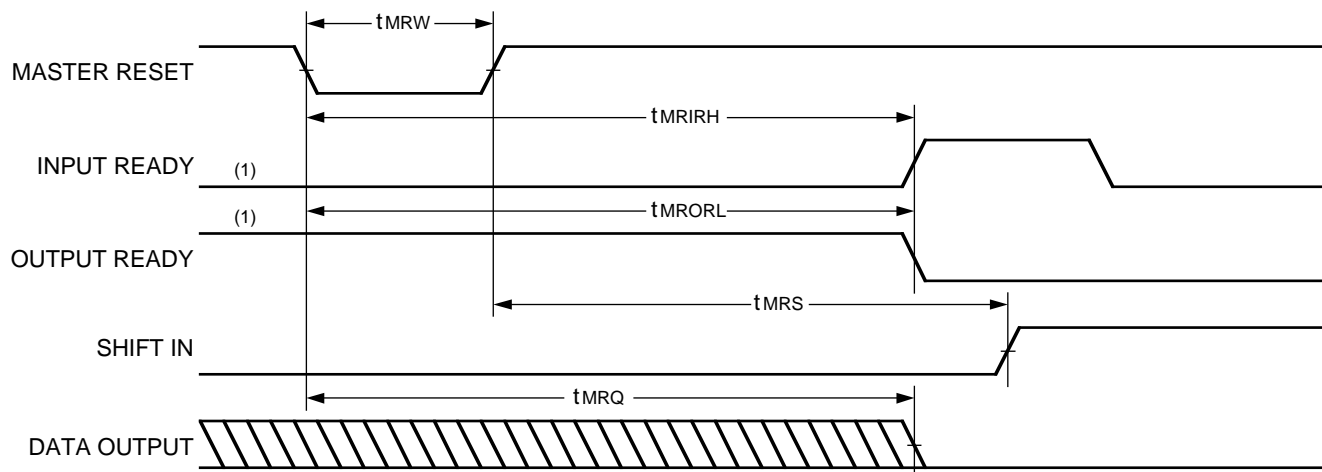 tMRW
MASTER RESET
tMRIRH
INPUT READY (1)
tMRORL
(1)
OUTPUT READY
tMRS
SHIFT IN
tMRQ
DATA OUTPUT